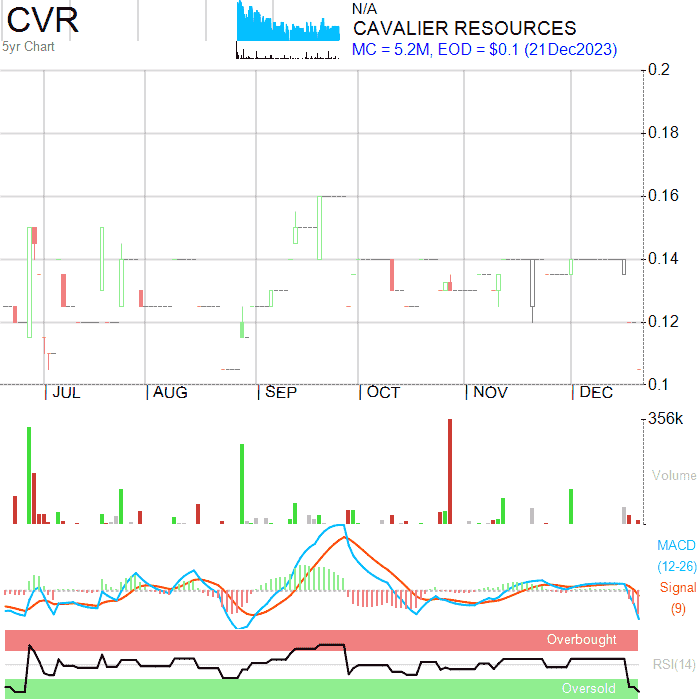 CVR
5yr Chart
N/A
CAVALIER RESOURCES
MC = 5.2M, EOD = $0.1 (21Dec2023)
0.2
0.18
0.16
0.14
0.12
0.1
JUL AUG SEP OCT NOV DEC
356k
Volume
MACD
(12-26)
Signal
(9)
Overbought
RSI(14)
Oversold